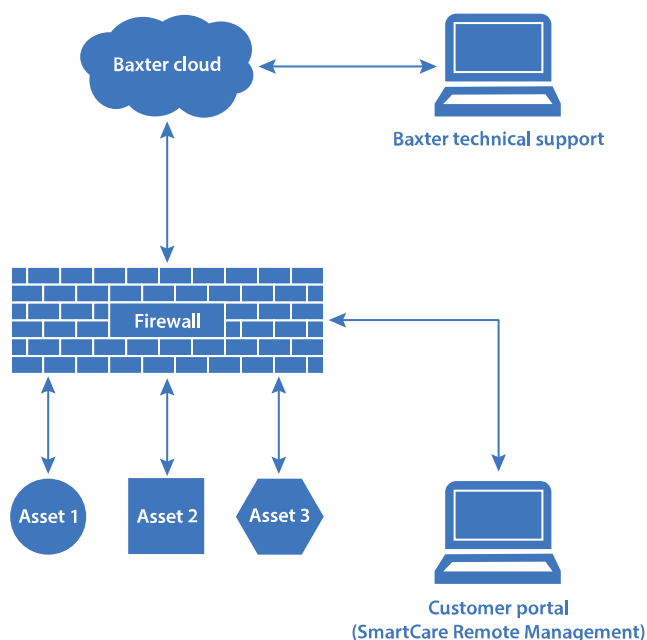 Baxter cloud
Baxter technical support
Firewall
Asset 1
Asset 2
Asset 3
Customer portal
(SmartCare Remote Management)